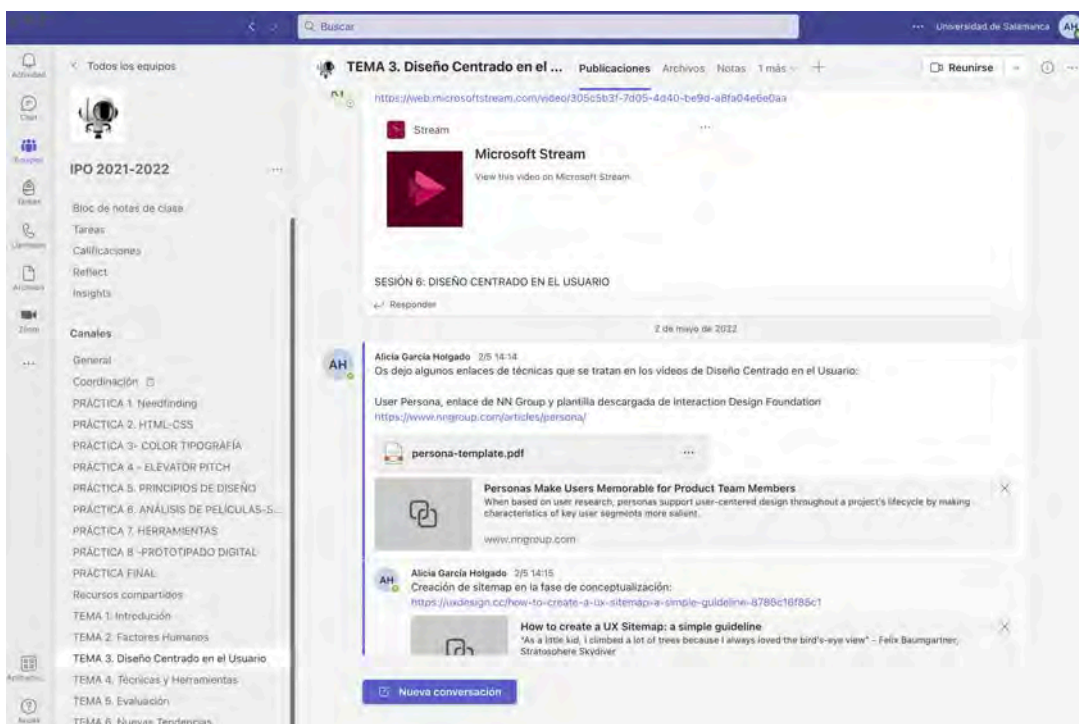 Buscar
Universidad de Salamanca
AH
Actividad
Chat
Equipos
Tareas
Llamadas
Archivos
Zoom
Ayuda
Todos los equipos
IPO 2021-2022
Bloc de notas de clase
Tareas
Calificaciones
Reflect
Insights
Canales
General
Coordinación
PRÁCTICA 1. Needfinding
PRÁCTICA 2. HTML-CSS
PRÁCTICA 3- COLOR TIPOGRAFÍA
PRÁCTICA 4 - ELEVATOR PITCH
PRÁCTICA 5. PRINCIPIOS DE DISEÑO
PRÁCTICA 6. ANÁLISIS DE PELÍCULAS-S...
PRÁCTICA 7. HERRAMIENTAS
PRÁCTICA 8 -PROTOTIPADO DIGITAL
PRÁCTICA FINAL
Recursos compartidos
TEMA 1. Introducción
TEMA 2. Factores Humanos
TEMA 3. Diseño Centrado en el Usuario
TEMA 4. Técnicas y Herramientas
TEMA 5. Evaluación
TEMA 6. Nuevas Tendencias
TEMA 3. Diseño Centrado en el ... Publicaciones Archivos Notas 1 más
Reunirse
https://web.microsoftstream.com/video/305c5b3f-7d05-4d40-be9d-a8fa04e6e0aa
Stream
Microsoft Stream
View this video on Microsoft Stream
SESIÓN 6: DISEÑO CENTRADO EN EL USUARIO
Responder
2 de mayo de 2022
AH
Alicia García Holgado 2/5 14:14
Os dejo algunos enlaces de técnicas que se tratan en los vídeos de Diseño Centrado en el Usuario:
User Persona, enlace de NN Group y plantilla descargada de Interaction Design Foundation
https://www.nngroup.com/articles/persona/
persona-template.pdf
Personas Make Users Memorable for Product Team Members
When based on user research, personas support user-centered design throughout a project's lifecycle by making
characteristics of key user segments more salient.
www.nngroup.com
AH
Alicia García Holgado 2/5 14:15
Creación de sitemap en la fase de conceptualización:
https://uxdesign.cc/how-to-create-a-ux-sitemap-a-simple-guideline-8786c16f85c1
How to create a UX Sitemap: a simple guideline
"As a little kid, I climbed a lot of trees because I always loved the bird's-eye view" – Felix Baumgartner,
Stratosphere Skydiver
Nueva conversación